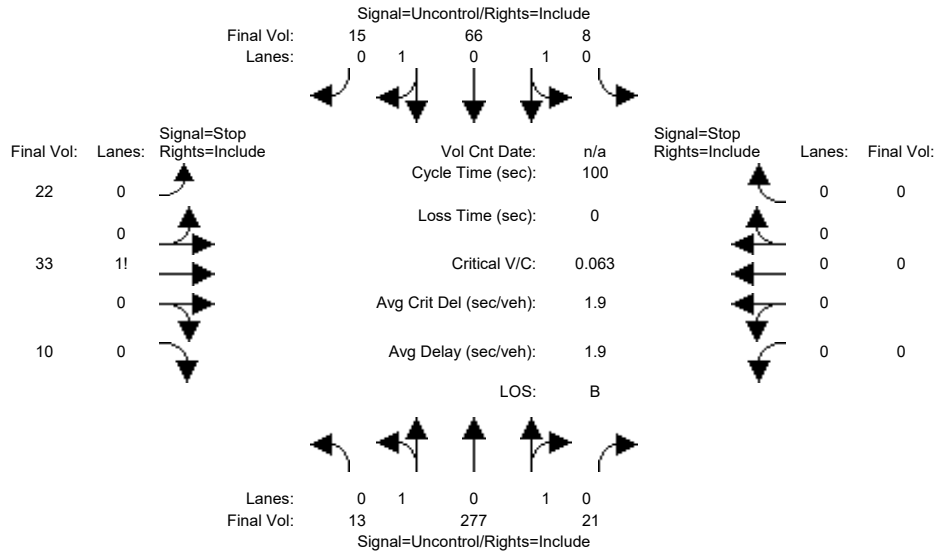 Signal=Uncontrol/Rights=Include
Final Vol: 15 66 8
Lanes: 0 1 0 1 0
Signal=Stop
Final Vol: Lanes: Rights=Include
Vol Cnt Date: n/a
Signal=Stop
Rights=Include Lanes: Final Vol:
Cycle Time (sec): 100
22 0
0 0
Loss Time (sec): 0
0
0
33 1!
Critical V/C: 0.063
0 0
0
Avg Crit Del (sec/veh): 1.9
0
10 0
Avg Delay (sec/veh): 1.9
0 0
LOS: B
Lanes: 0 1 0 1 0
Final Vol: 13 277 21
Signal=Uncontrol/Rights=Include